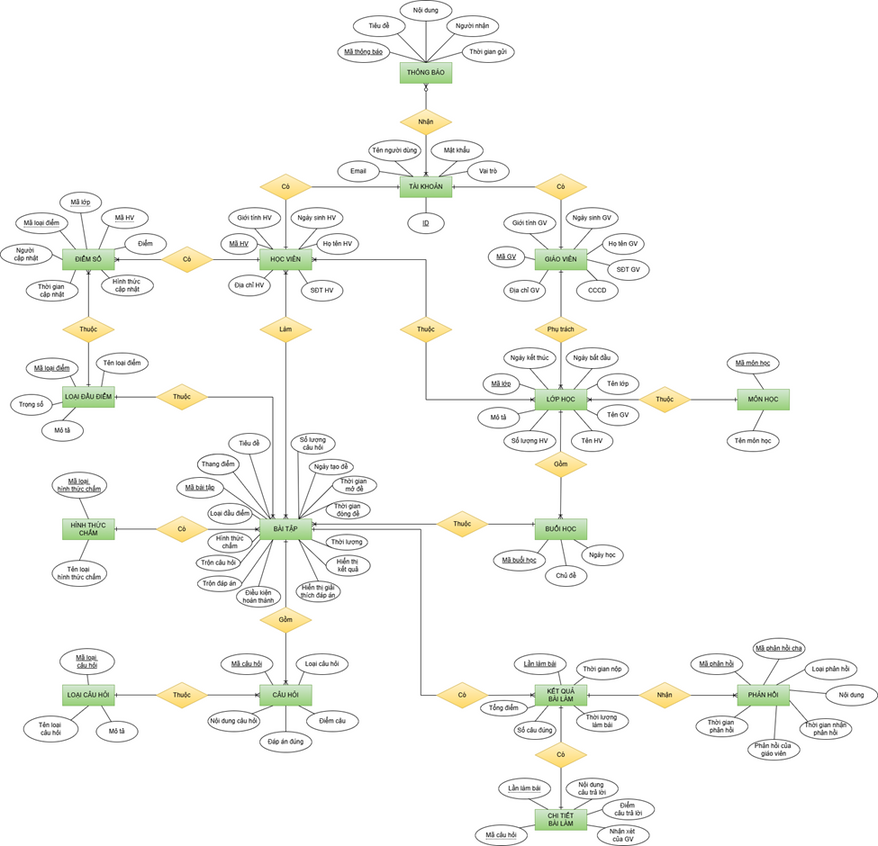 Nội dung
Tiêu đề
Người nhận
Mã thông báo
Thời gian gửi
THÔNG BÁO
Nhận
Tên người dùng
Mật khẩu
Email
Vai trò
TÀI KHOẢN
Có
Có
ID
Mã lớp
Mã loại điểm
Mã HV
Điểm
Người
cập nhật
ĐIỂM SỐ
Thời gian
cập nhật
Hình thức
cập nhật
Có
Giới tính HV
Ngày sinh HV
Mã HV
Họ tên HV
HỌC VIÊN
Địa chỉ HV
SĐT HV
Giới tính GV
Ngày sinh GV
Mã GV
Họ tên GV
GIÁO VIÊN
SĐT GV
Địa chỉ GV
CCCD
Thuộc
Làm
Thuộc
Phụ trách
Mã loại điểm
Tên loại điểm
LOẠI ĐẦU ĐIỂM
Trọng số
Mô tả
Thuộc
Ngày kết thúc
Ngày bắt đầu
Mã lớp
Tên lớp
LỚP HỌC
Mô tả
Tên GV
Số lượng HV
Tên HV
Thuộc
Mã môn học
MÔN HỌC
Tên môn học
Gồm
Tiêu đề
Số lượng
câu hỏi
Thang điểm
Ngày tạo đề
Mã bài tập
Thời gian
mở đề
Loại đầu điểm
Thời gian
đóng đề
BÀI TẬP
Hình thức
chấm
Thời lượng
Trộn câu hỏi
Hiển thị
kết quả
Trộn đáp án
Điều kiện
hoàn thành
Hiển thị giải
thích đáp án
Mã loại
hình thức chấm
HÌNH THỨC
CHẤM
Tên loại
hình thức chấm
Có
Thuộc
BUỔI HỌC
Mã buổi học
Chủ đề
Ngày học
Gồm
Mã loại
câu hỏi
LOẠI CÂU HỎI
Tên loại
câu hỏi
Mô tả
Thuộc
Mã câu hỏi
Loại câu hỏi
CÂU HỎI
Nội dung câu hỏi
Điểm câu
Đáp án đúng
Có
Lần làm bài
Thời gian nộp
KẾT QUẢ
BÀI LÀM
Tổng điểm
Số câu đúng
Thời lượng
làm bài
Nhận
Mã phản hồi
Mã phản hồi cha
Loại phản hồi
PHẢN HỒI
Nội dung
Thời gian
phản hồi
Phản hồi của
giáo viên
Thời gian nhận
phản hồi
Có
Lần làm bài
Nội dung
câu trả lời
Điểm
câu trả lời
CHI TIẾT
BÀI LÀM
Mã câu hỏi
Nhận xét
của GV